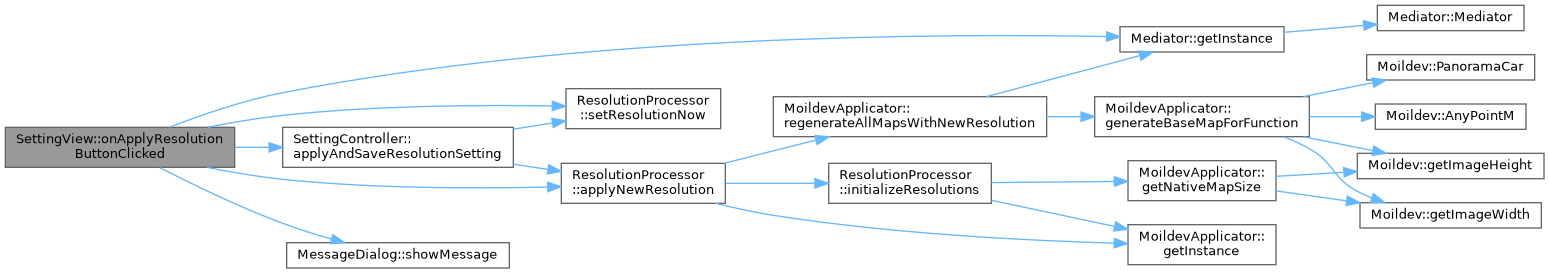 SettingView::onApplyResolution
ButtonClicked
Mediator::getInstance
Mediator::Mediator
ResolutionProcessor
::setResolutionNow
SettingController::
applyAndSaveResolutionSetting
ResolutionProcessor
::applyNewResolution
MessageDialog::showMessage
MoildevApplicator::
regenerateAllMapsWithNewResolution
MoildevApplicator::
generateBaseMapForFunction
Moildev::PanoramaCar
Moildev::AnyPointM
Moildev::getImageHeight
Moildev::getImageWidth
ResolutionProcessor
::initializeResolutions
MoildevApplicator::
getNativeMapSize
MoildevApplicator::
getInstance